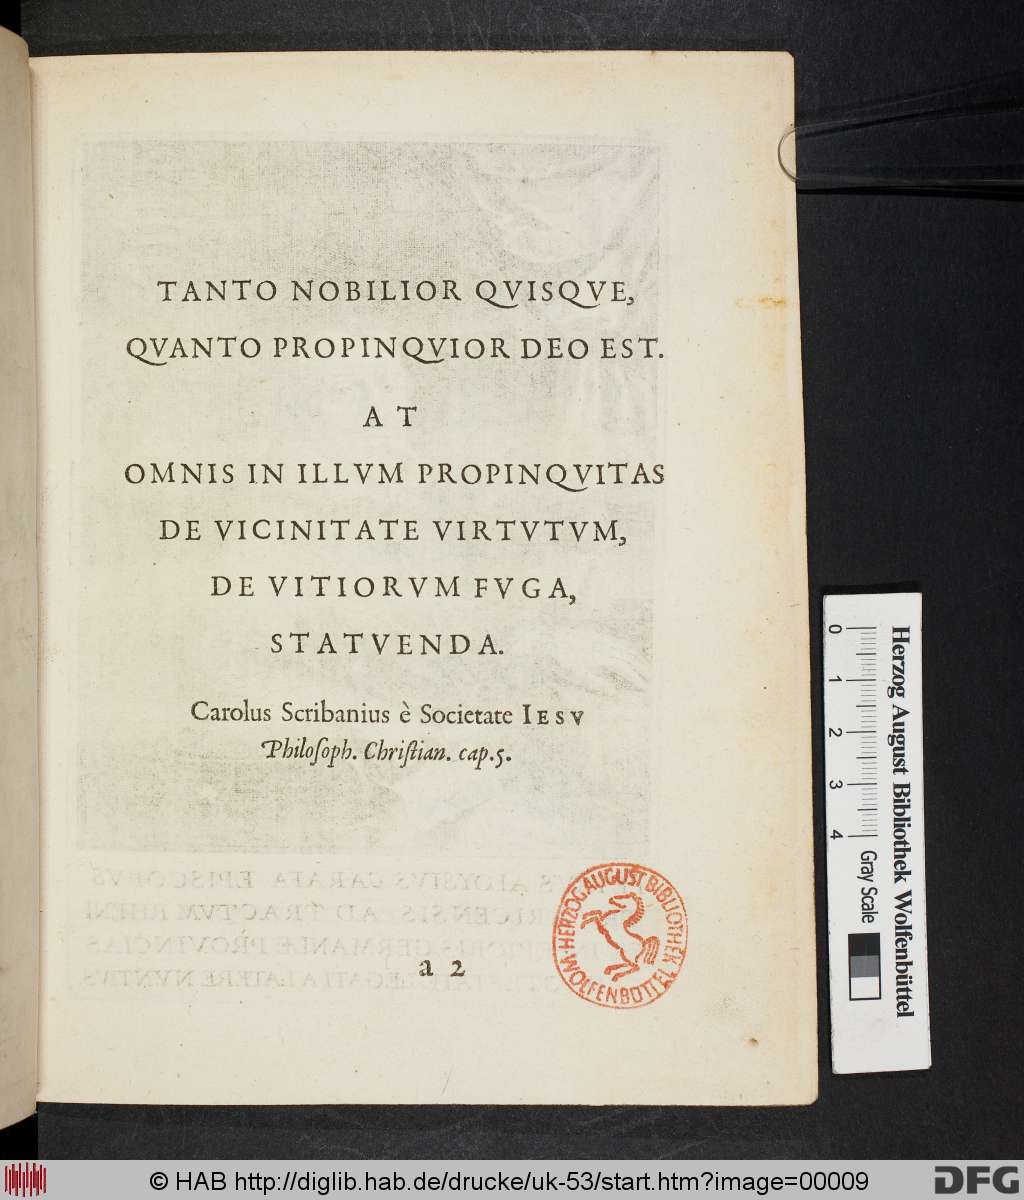 TANTO NOBILIOR QVISQVE,
QVANTO PROPINQVIOR DEO EST.
AT
OMNIS IN ILLVM PROPINQVITAS
DE VICINITATE VIRTVTVM,
DE VITIORVM FVGA,
STATVENDA.
Carolus Scribanius è Societate IESV
Philoſoph. Chriſtian. cap.5.
a 2
HERZOG AUGUST BIBLIOTHEK
WOLFENBÜTTEL
Herzog August Bibliothek Wolfenbüttel
0 1 2 3 4
Gray Scale
© HAB http://diglib.hab.de/drucke/uk-53/start.htm?image=00009
DFG